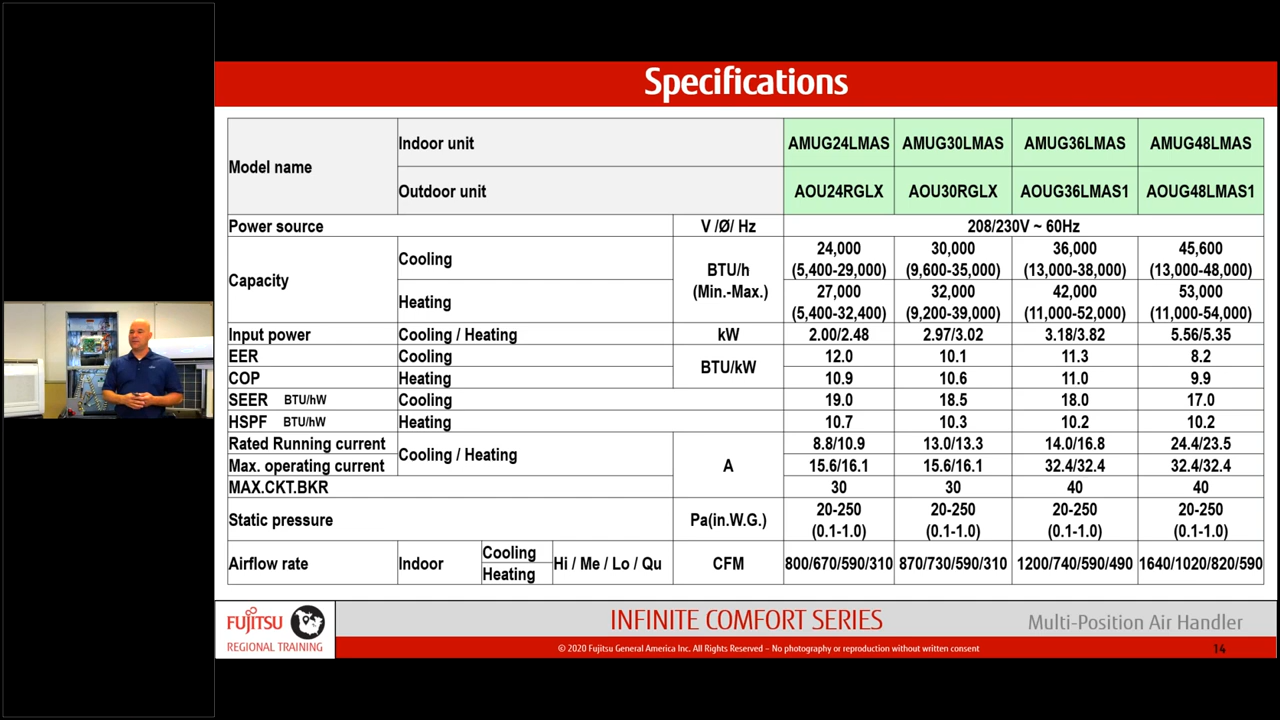 Specifications
Model name
Indoor unit
AMUG24LMAS AMUG30LMAS AMUG36LMAS AMUG48LMAS
Outdoor unit
AOU24RGLX AOU30RGLX AOUG36LMAS1 AOUG48LMAS1
Power source V /Ø/ Hz 208/230V ~ 60Hz
Capacity
Cooling
BTU/h
(Min.-Max.)
24,000 30,000 36,000 45,600
(5,400-29,000) (9,600-35,000) (13,000-38,000) (13,000-48,000)
Heating
27,000 32,000 42,000 53,000
(5,400-32,400) (9,200-39,000) (11,000-52,000) (11,000-54,000)
Input power Cooling / Heating kW 2.00/2.48 2.97/3.02 3.18/3.82 5.56/5.35
EER Cooling BTU/kW 12.0 10.1 11.3 8.2
COP Heating 10.9 10.6 11.0 9.9
SEER BTU/hW Cooling 19.0 18.5 18.0 17.0
HSPF BTU/hW Heating 10.7 10.3 10.2 10.2
Rated Running current Cooling / Heating A 8.8/10.9 13.0/13.3 14.0/16.8 24.4/23.5
Max. operating current 15.6/16.1 15.6/16.1 32.4/32.4 32.4/32.4
MAX.CKT.BKR 30 30 40 40
Static pressure Pa(in.W.G.)
20-250 20-250 20-250 20-250
(0.1-1.0) (0.1-1.0) (0.1-1.0) (0.1-1.0)
Airflow rate Indoor
Cooling
Heating
Hi / Me / Lo / Qu CFM 800/670/590/310 870/730/590/310 1200/740/590/490 1640/1020/820/590
FUJITSU
REGIONAL TRAINING
INFINITE COMFORT SERIES
Multi-Position Air Handler
© 2020 Fujitsu General America Inc. All Rights Reserved – No photography or reproduction without written consent
14